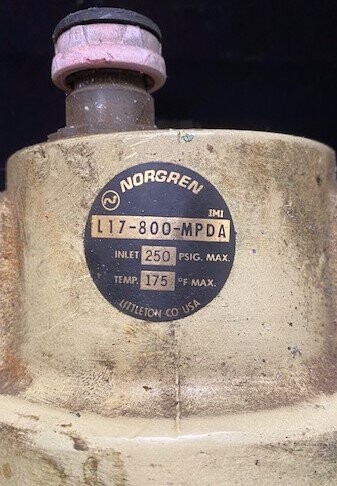 NORGREN
IMI
L17-800-MPDA
INLET 250 PSIG. MAX.
TEMP. 175 °F MAX.
LITTLETON CO USA